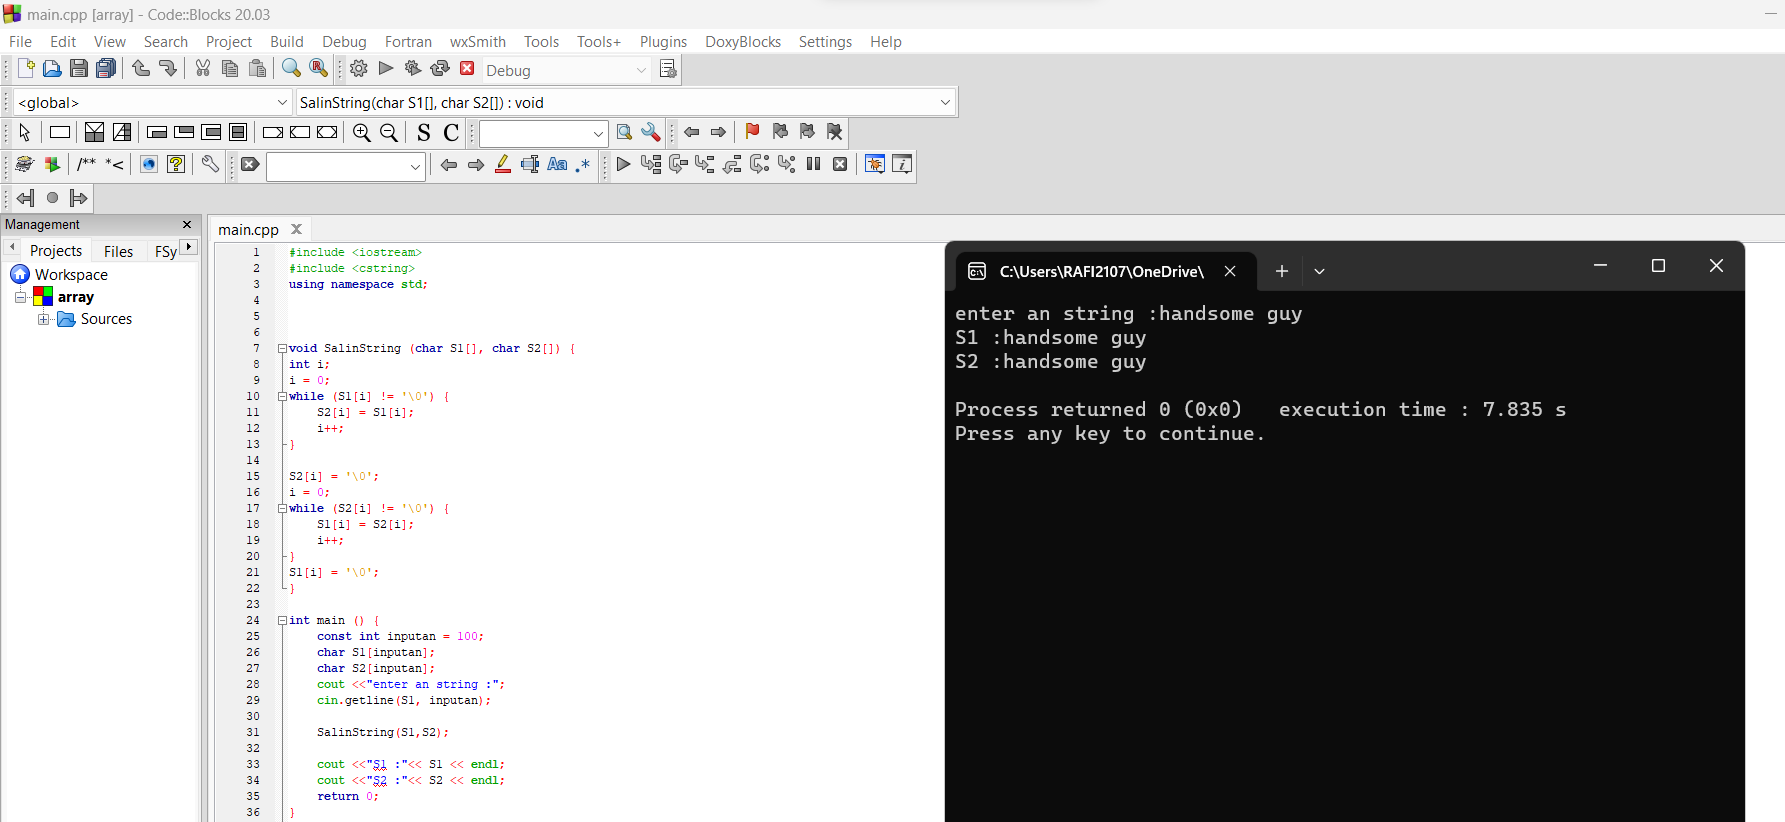 main.cpp [array] - Code::Blocks 20.03
File Edit View Search Project Build Debug Fortran wxSmith Tools Tools+ Plugins DoxyBlocks Settings Help
Debug
<global> SalinString(char S1[], char S2[]) : void
S C
/** *< ? Aa .* i
Management
Projects Files FSy
Workspace
array
Sources
main.cpp
1 #include <iostream>
2 #include <cstring>
3 using namespace std;
4
5
6
7 void SalinString (char S1[], char S2[]) {
8 int i;
9 i = 0;
10 while (S1[i] != '\0') {
11 S2[i] = S1[i];
12 i++;
13 }
14
15 S2[i] = '\0';
16 i = 0;
17 while (S2[i] != '\0') {
18 S1[i] = S2[i];
19 i++;
20 }
21 S1[i] = '\0';
22 }
23
24 int main () {
25 const int inputan = 100;
26 char S1[inputan];
27 char S2[inputan];
28 cout <<"enter an string :";
29 cin.getline(S1, inputan);
30
31 SalinString(S1,S2);
32
33 cout <<"S1 :"<< S1 << endl;
34 cout <<"S2 :"<< S2 << endl;
35 return 0;
36 }
C:\Users\RAFI2107\OneDrive\
enter an string :handsome guy
S1 :handsome guy
S2 :handsome guy
Process returned 0 (0x0)   execution time : 7.835 s
Press any key to continue.